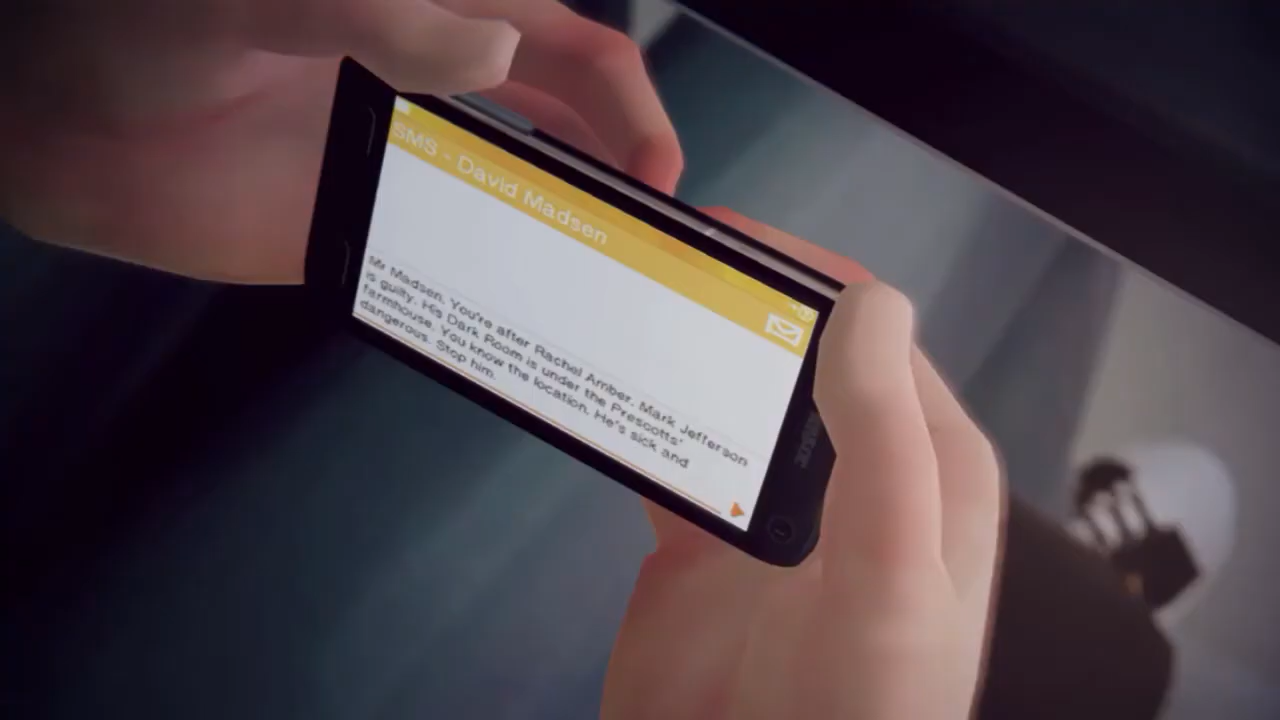 SMS - David Madsen
Mr Madsen. You're after Rachel Amber. Mark Jefferson
is guilty. His Dark Room is under the Prescotts'
farmhouse. You know the location. He's sick and
dangerous. Stop him.